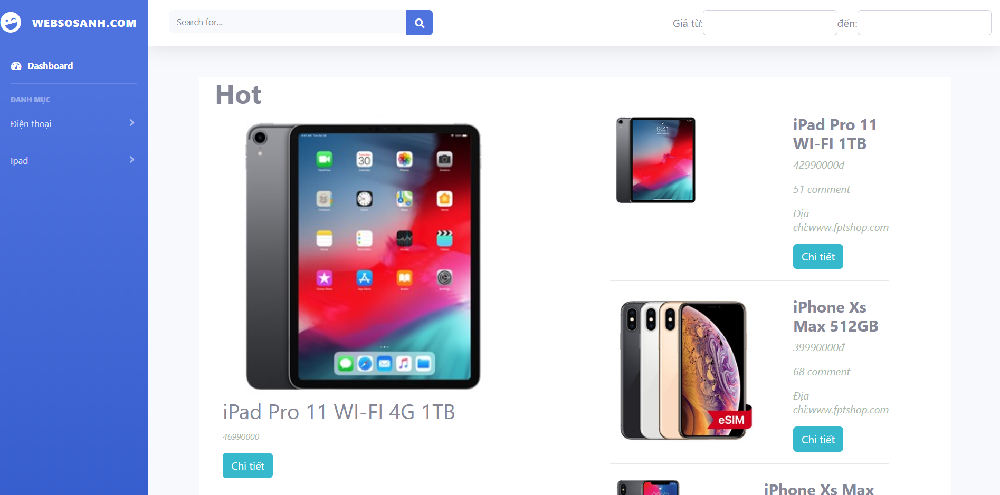 WEBSOSANH.COM
Search for...
Giá từ:
đến:
Dashboard
DANH MỤC
Điện thoại
Ipad
Hot
30
iPad Pro 11 WI-FI 4G 1TB
46990000
Chi tiết
9:41
iPad Pro 11
WI-FI 1TB
42990000đ
51 comment
Địa
chỉ:www.fptshop.com
Chi tiết
eSIM
iPhone Xs
Max 512GB
39990000đ
68 comment
Địa
chỉ:www.fptshop.com
Chi tiết
iPhone Xs Max